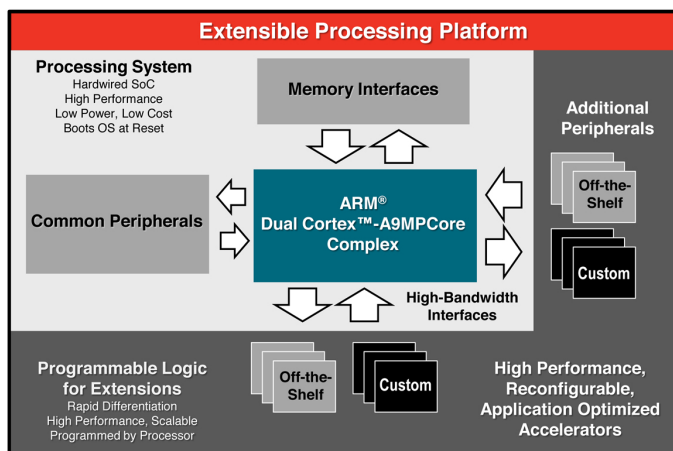 Extensible Processing Platform
Processing System
Hardwired SoC
High Performance
Low Power, Low Cost
Boots OS at Reset
Memory Interfaces
Additional
Peripherals
Off-the-
Shelf
Custom
Common Peripherals
ARM®
Dual Cortex™-A9MPCore
Complex
High-Bandwidth
Interfaces
Programmable Logic
for Extensions
Rapid Differentiation
High Performance, Scalable
Programmed by Processor
Off-the-
Shelf
Custom
High Performance,
Reconfigurable,
Application Optimized
Accelerators